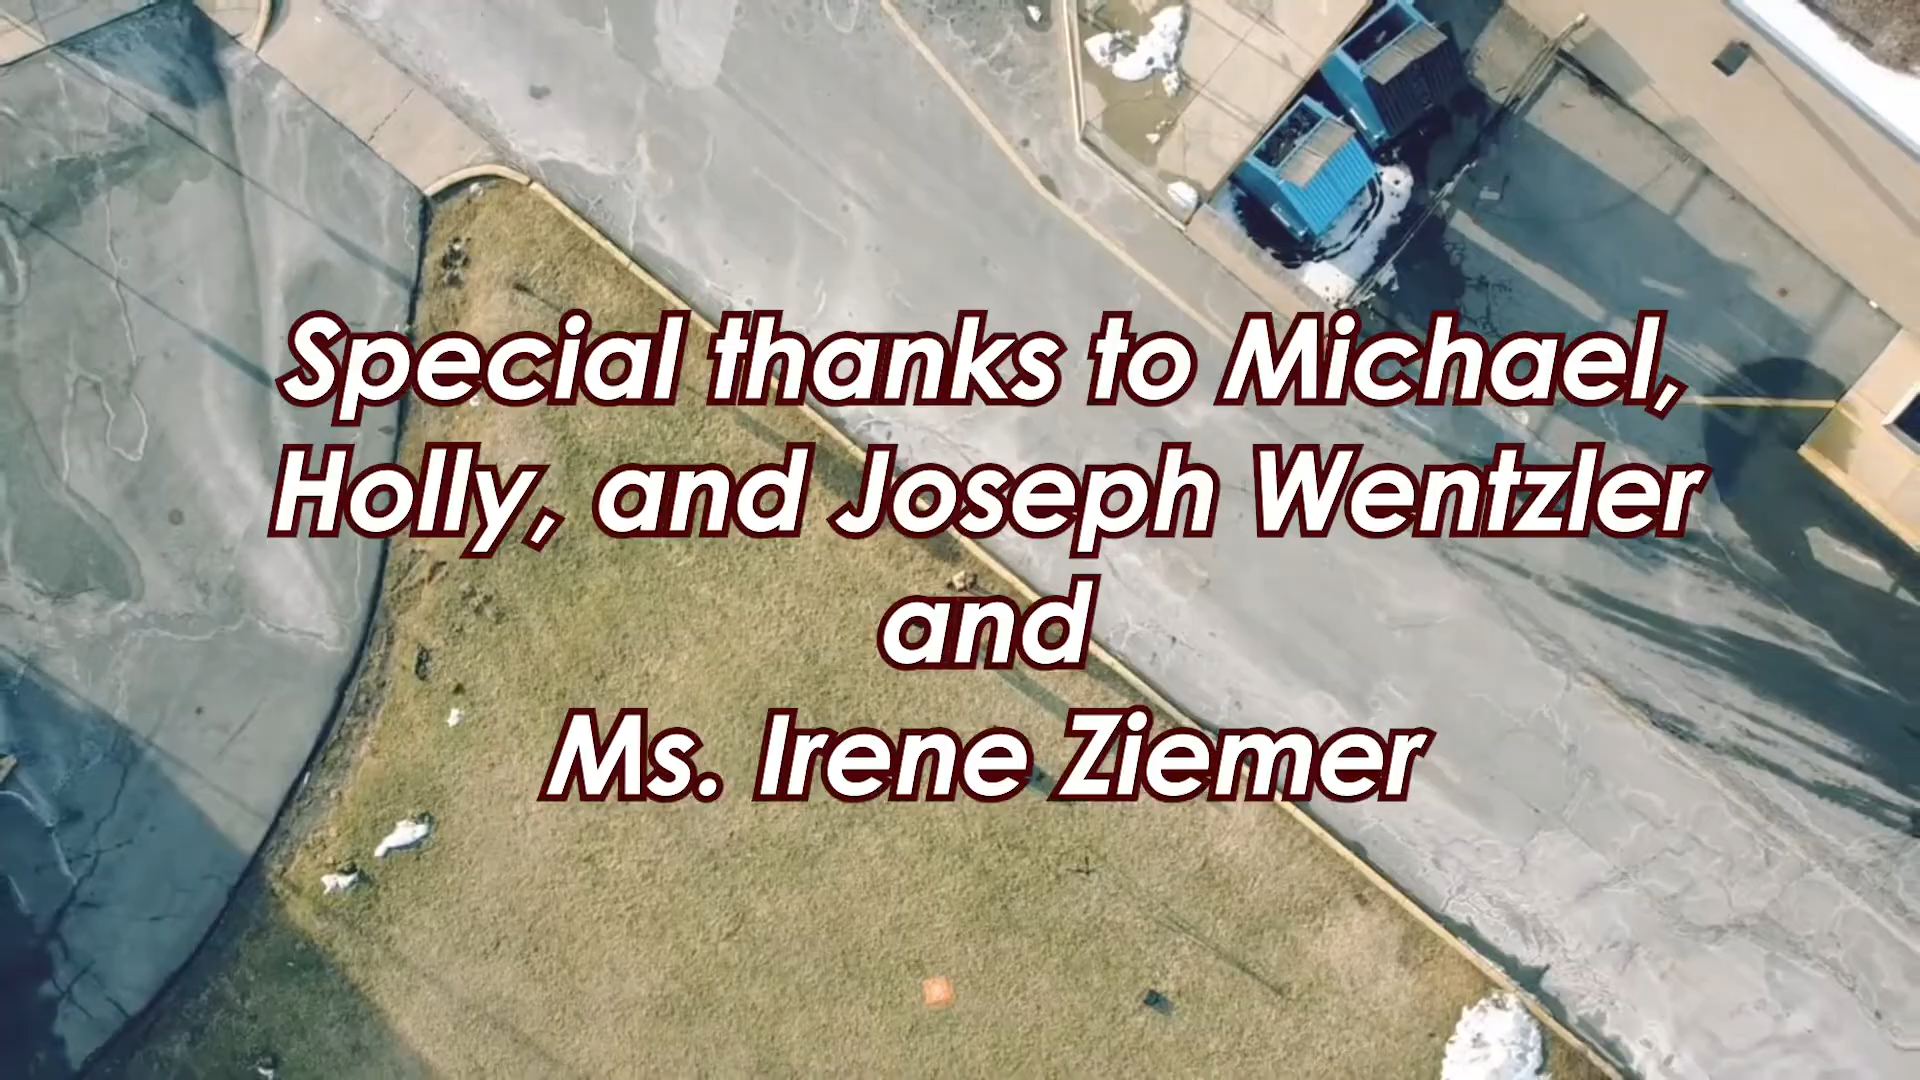 Special thanks to Michael,
Holly, and Joseph Wentzler
and
Ms. Irene Ziemer